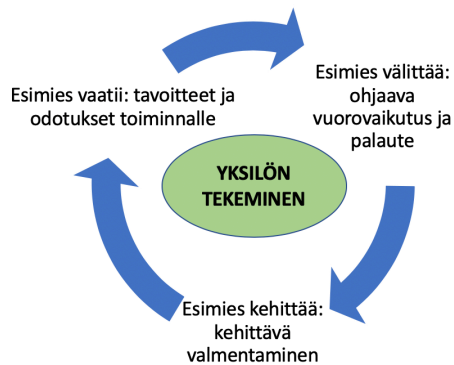 Esimies vaatii: tavoitteet ja
odotukset toiminnalle
Esimies välittää:
ohjaava
vuorovaikutus ja
palaute
YKSILÖN
TEKEMINEN
Esimies kehittää:
kehittävä
valmentaminen